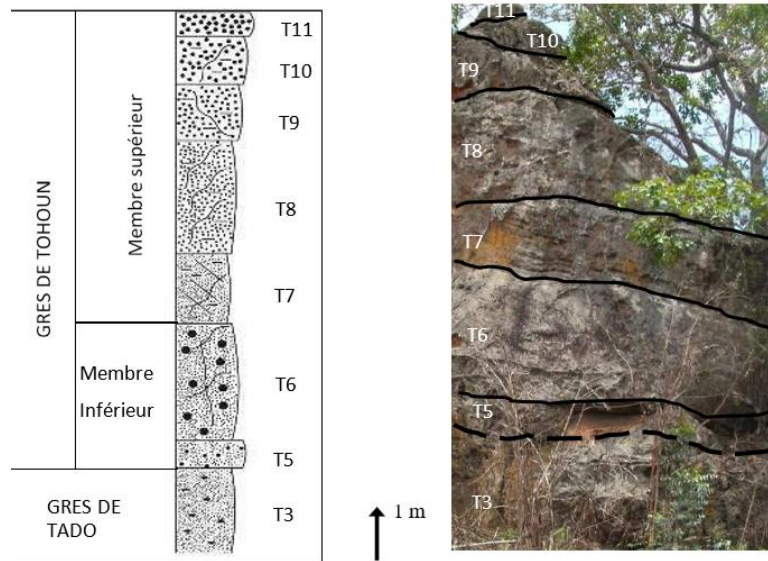 GRES DE TOHOUN
Membre supérieur
Membre
Inférieur
GRES DE
TADO
T11
T10
T9
T8
T7
T6
T5
T3
1 m
T11
T10
T9
T8
T7
T6
T5
T3